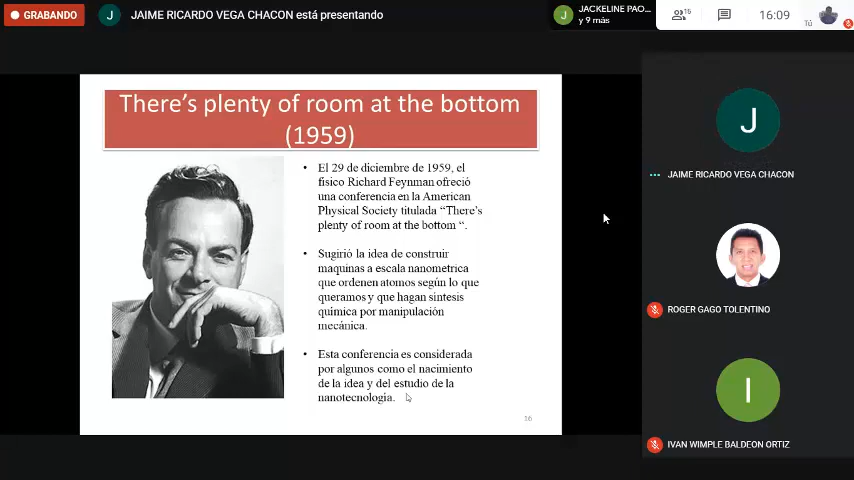 GRABANDO
J
JAIME RICARDO VEGA CHACON está presentando
J
JACKELINE PAO...
y 9 más
16
16:09
Tú
There's plenty of room at the bottom
(1959)
• El 29 de diciembre de 1959, el
físico Richard Feynman ofreció
una conferencia en la American
Physical Society titulada “There's
plenty of room at the bottom “.
• Sugirió la idea de construir
maquinas a escala nanometrica
que ordenen atomos según lo que
queramos y que hagan sintesis
química por manipulación
mecánica.
• Esta conferencia es considerada
por algunos como el nacimiento
de la idea y del estudio de la
nanotecnología.
16
J
JAIME RICARDO VEGA CHACON
ROGER GAGO TOLENTINO
I
IVAN WIMPLE BALDEON ORTIZ